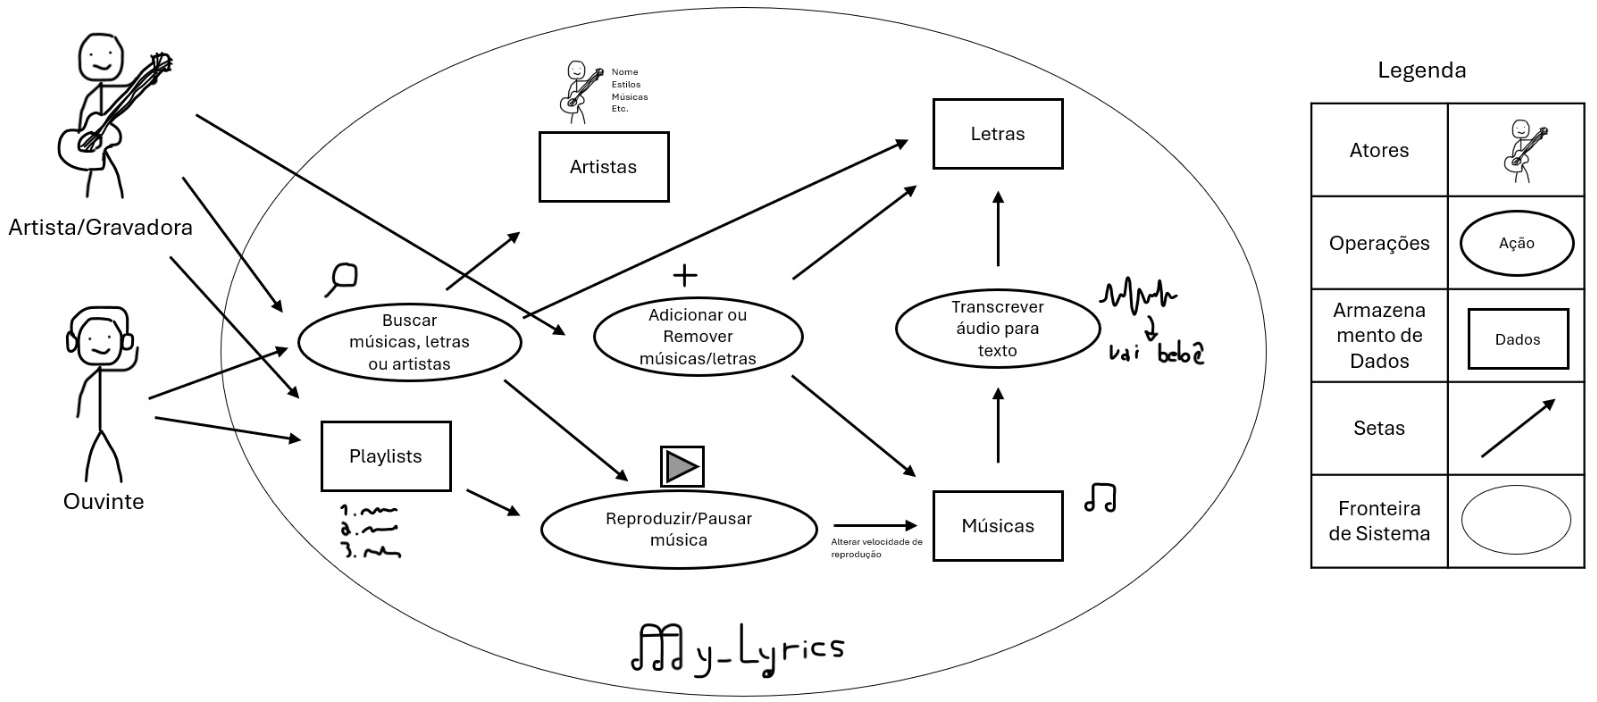 Nome
Estilos
Músicas
Etc.
Artistas
Letras
Artista/Gravadora
Buscar
músicas, letras
ou artistas
+
Adicionar ou
Remover
músicas/letras
Transcrever
áudio para
texto
vai bebê
Ouvinte
Playlists
1.
2.
3.
Reproduzir/Pausar
música
Alterar velocidade de
reprodução
Músicas
My_Lyrics
Legenda
Atores
Operações
Ação
Armazena
mento de
Dados
Dados
Setas
Fronteira
de Sistema